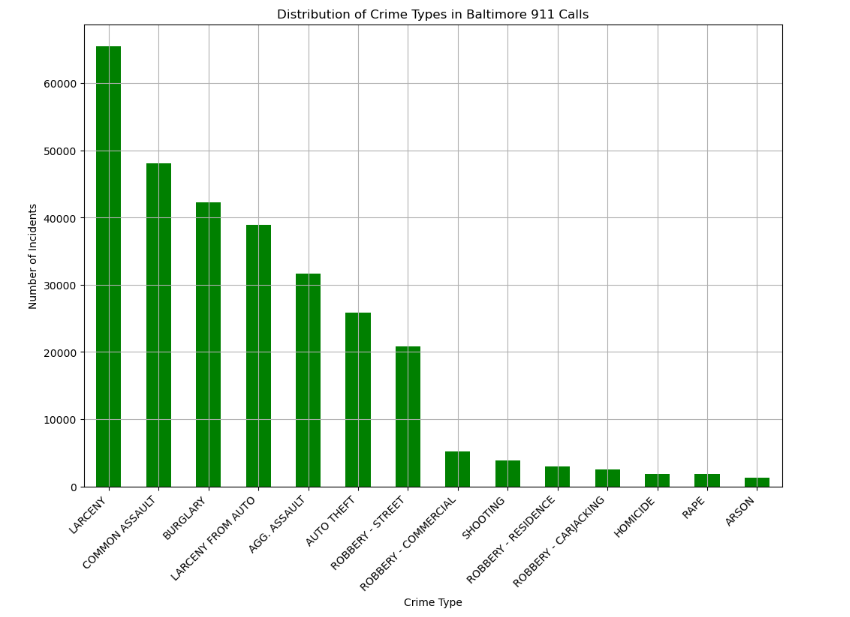 Distribution of Crime Types in Baltimore 911 Calls
60000
50000
40000
30000
20000
10000
0
Number of Incidents
LARCENY
COMMON ASSAULT
BURGLARY
LARCENY FROM AUTO
AGG. ASSAULT
AUTO THEFT
ROBBERY - STREET
ROBBERY - COMMERCIAL
SHOOTING
ROBBERY - RESIDENCE
ROBBERY - CARJACKING
HOMICIDE
RAPE
ARSON
Crime Type